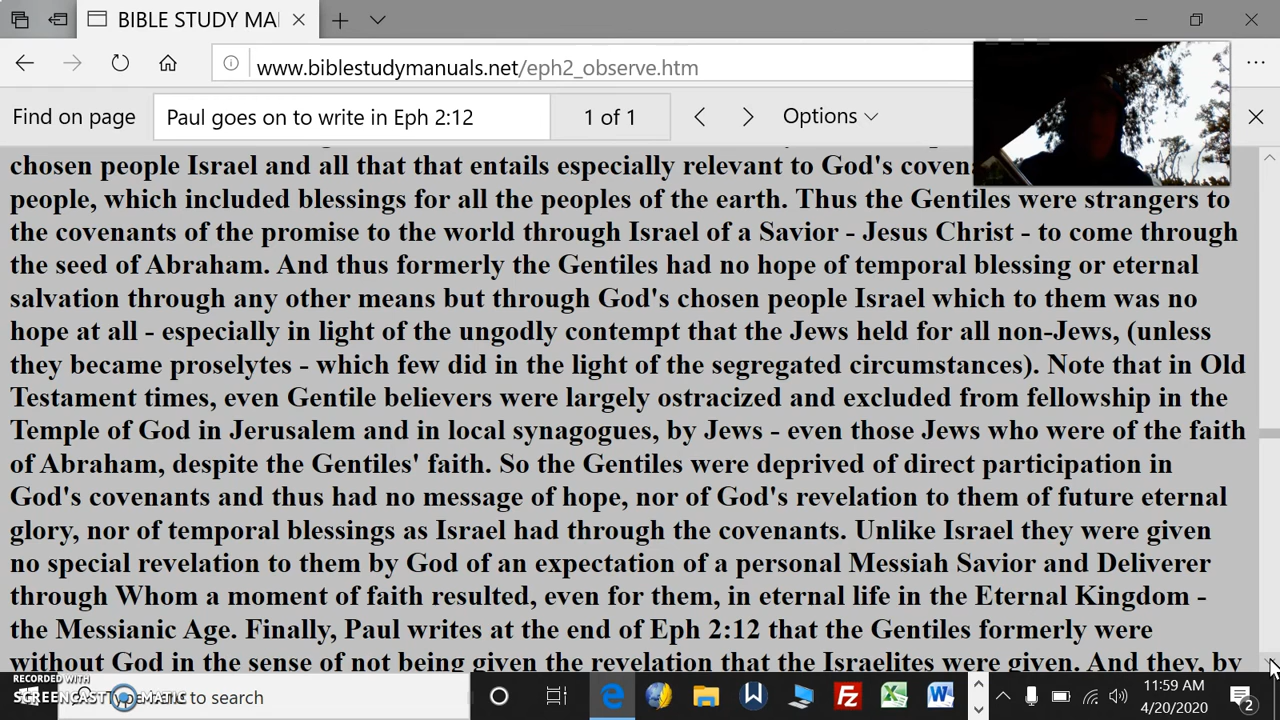 BIBLE STUDY MA
www.biblestudymanuals.net/eph2_observe.htm
Find on page
Paul goes on to write in Eph 2:12
1 of 1
Options
chosen people Israel and all that that entails especially relevant to God's covena
people, which included blessings for all the peoples of the earth. Thus the Gentiles were strangers to
the covenants of the promise to the world through Israel of a Savior - Jesus Christ - to come through
the seed of Abraham. And thus formerly the Gentiles had no hope of temporal blessing or eternal
salvation through any other means but through God's chosen people Israel which to them was no
hope at all - especially in light of the ungodly contempt that the Jews held for all non-Jews, (unless
they became proselytes - which few did in the light of the segregated circumstances). Note that in Old
Testament times, even Gentile believers were largely ostracized and excluded from fellowship in the
Temple of God in Jerusalem and in local synagogues, by Jews - even those Jews who were of the faith
of Abraham, despite the Gentiles' faith. So the Gentiles were deprived of direct participation in
God's covenants and thus had no message of hope, nor of God's revelation to them of future eternal
glory, nor of temporal blessings as Israel had through the covenants. Unlike Israel they were given
no special revelation to them by God of an expectation of a personal Messiah Savior and Deliverer
through Whom a moment of faith resulted, even for them, in eternal life in the Eternal Kingdom -
the Messianic Age. Finally, Paul writes at the end of Eph 2:12 that the Gentiles formerly were
without God in the sense of not being given the revelation that the Israelites were given. And they, by
RECORDED WITH
SCREENCAST-O-MATIC
Type here to search
11:59 AM
4/20/2020
2